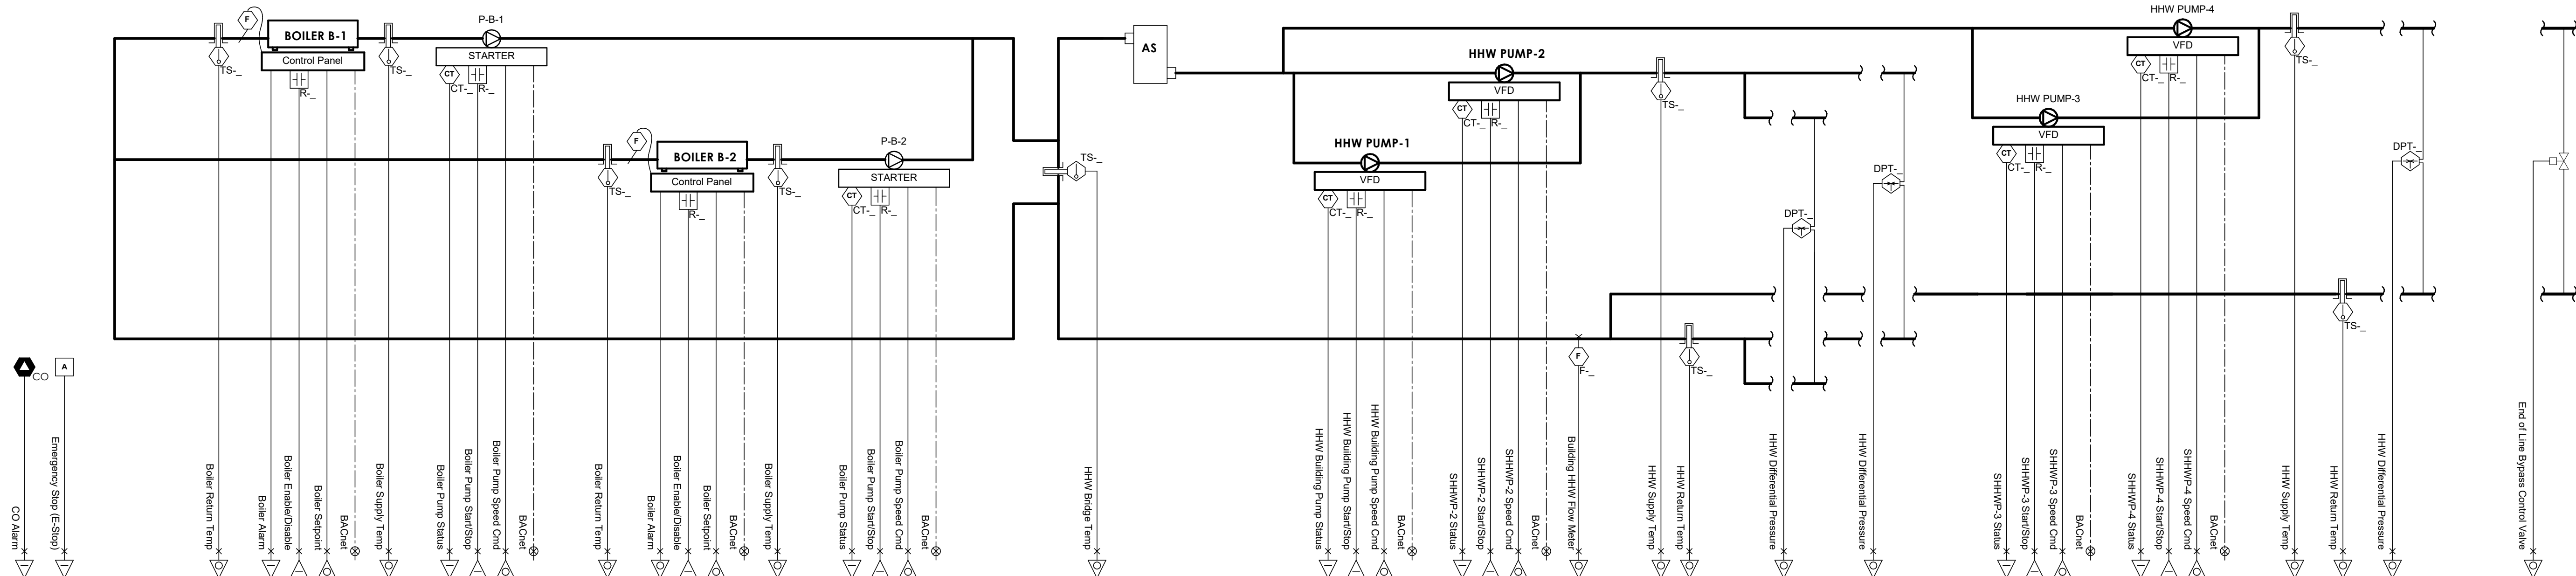 P-B-1
HHW PUMP-4
F
BOILER B-1
STARTER
AS
HHW PUMP-2
VFD
Control Panel
TS-_
TS-_
CT
CT-_
R-_
R-_
TS-_
CT
CT-_
R-_
VFD
TS-_
CT
CT-_
R-_
HHW PUMP-3
VFD
F
BOILER B-2
P-B-2
STARTER
HHW PUMP-1
VFD
CT
CT-_
R-_
DPT-_
Control Panel
TS-_
TS-_
CT
CT-_
R-_
R-_
TS-_
CT
CT-_
R-_
DPT-_
DPT-_
TS-_
F
F-_
TS-_
CO
A
CO Alarm
Emergency Stop (E-Stop)
Boiler Return Temp
Boiler Alarm
Boiler Enable/Disable
Boiler Setpoint
BACnet
Boiler Supply Temp
Boiler Pump Status
Boiler Pump Start/Stop
Boiler Pump Speed Cmd
BACnet
Boiler Return Temp
Boiler Alarm
Boiler Enable/Disable
Boiler Setpoint
BACnet
Boiler Supply Temp
Boiler Pump Status
Boiler Pump Start/Stop
Boiler Pump Speed Cmd
BACnet
HHW Bridge Temp
HHW Building Pump Status
HHW Building Pump Start/Stop
HHW Building Pump Speed Cmd
BACnet
SHHWP-2 Status
SHHWP-2 Start/Stop
SHHWP-2 Speed Cmd
BACnet
Building HHW Flow Meter
HHW Supply Temp
HHW Return Temp
HHW Differential Pressure
HHW Differential Pressure
SHHWP-3 Status
SHHWP-3 Start/Stop
SHHWP-3 Speed Cmd
BACnet
SHHWP-4 Status
SHHWP-4 Start/Stop
SHHWP-4 Speed Cmd
BACnet
HHW Supply Temp
HHW Return Temp
HHW Differential Pressure
End of Line Bypass Control Valve